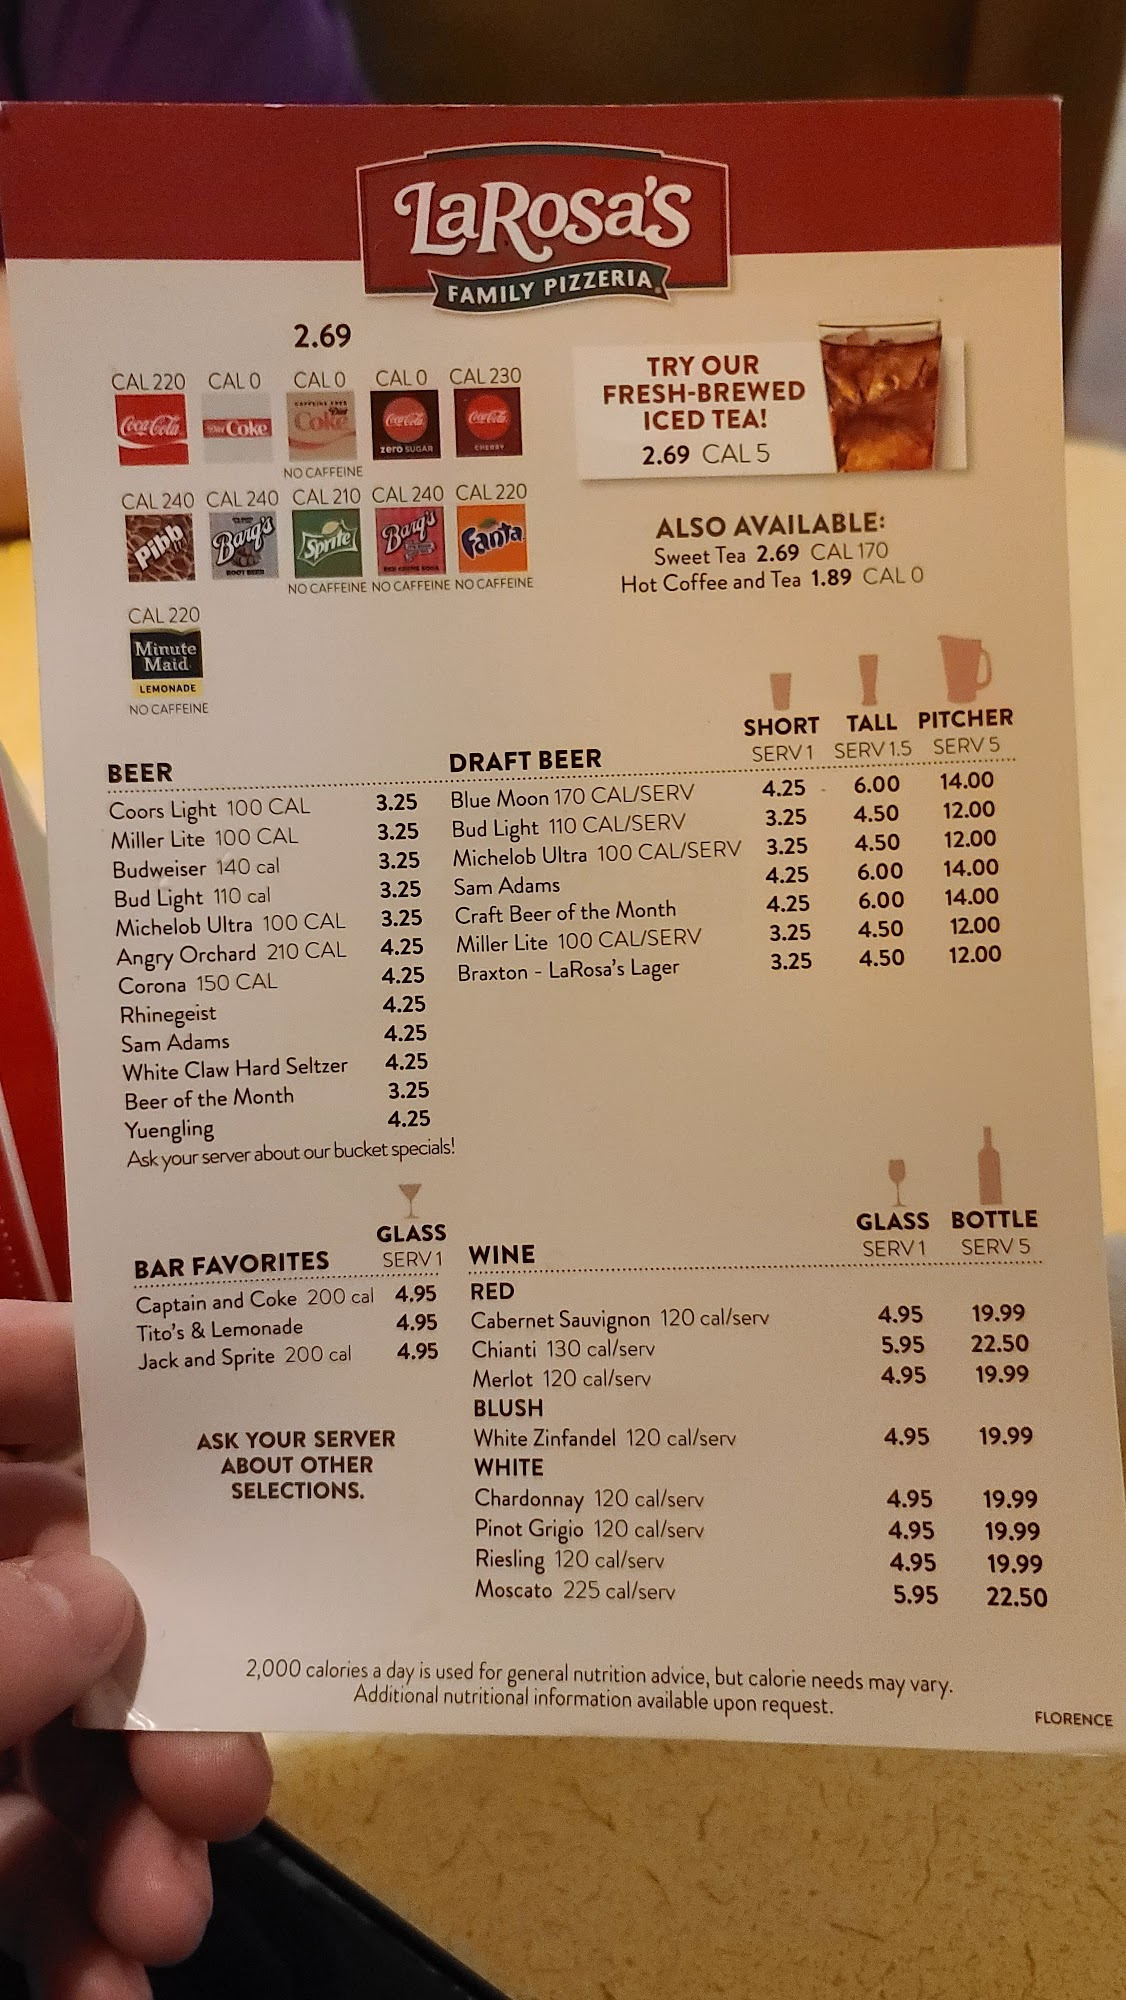 LaRosa's
FAMILY PIZZERIA
2.69
CAL 220 CAL 0 CAL 0 CAL 0 CAL 230
Coca-Cola Diet Coke CAFFEINE FREE Diet Coke Coca-Cola zero SUGAR Coca-Cola CHERRY
NO CAFFEINE
CAL 240 CAL 240 CAL 210 CAL 240 CAL 220
Pibb Barq's ROOT BEER Sprite Barq's RED CREME SODA Fanta
NO CAFFEINE NO CAFFEINE NO CAFFEINE
CAL 220
Minute
Maid
LEMONADE
NO CAFFEINE
TRY OUR
FRESH-BREWED
ICED TEA!
2.69 CAL 5
ALSO AVAILABLE:
Sweet Tea 2.69 CAL 170
Hot Coffee and Tea 1.89 CAL 0
BEER
Coors Light 100 CAL 3.25
Miller Lite 100 CAL 3.25
Budweiser 140 cal 3.25
Bud Light 110 cal 3.25
Michelob Ultra 100 CAL 3.25
Angry Orchard 210 CAL 4.25
Corona 150 CAL 4.25
Rhinegeist 4.25
Sam Adams 4.25
White Claw Hard Seltzer 4.25
Beer of the Month 3.25
Yuengling 4.25
Ask your server about our bucket specials!
SHORT TALL PITCHER
DRAFT BEER SERV 1 SERV 1.5 SERV 5
Blue Moon 170 CAL/SERV 4.25 6.00 14.00
Bud Light 110 CAL/SERV 3.25 4.50 12.00
Michelob Ultra 100 CAL/SERV 3.25 4.50 12.00
Sam Adams 4.25 6.00 14.00
Craft Beer of the Month 4.25 6.00 14.00
Miller Lite 100 CAL/SERV 3.25 4.50 12.00
Braxton - LaRosa's Lager 3.25 4.50 12.00
GLASS
BAR FAVORITES SERV 1
Captain and Coke 200 cal 4.95
Tito's & Lemonade 4.95
Jack and Sprite 200 cal 4.95
ASK YOUR SERVER
ABOUT OTHER
SELECTIONS.
GLASS BOTTLE
WINE SERV 1 SERV 5
RED
Cabernet Sauvignon 120 cal/serv 4.95 19.99
Chianti 130 cal/serv 5.95 22.50
Merlot 120 cal/serv 4.95 19.99
BLUSH
White Zinfandel 120 cal/serv 4.95 19.99
WHITE
Chardonnay 120 cal/serv 4.95 19.99
Pinot Grigio 120 cal/serv 4.95 19.99
Riesling 120 cal/serv 4.95 19.99
Moscato 225 cal/serv 5.95 22.50
2,000 calories a day is used for general nutrition advice, but calorie needs may vary.
Additional nutritional information available upon request.
FLORENCE